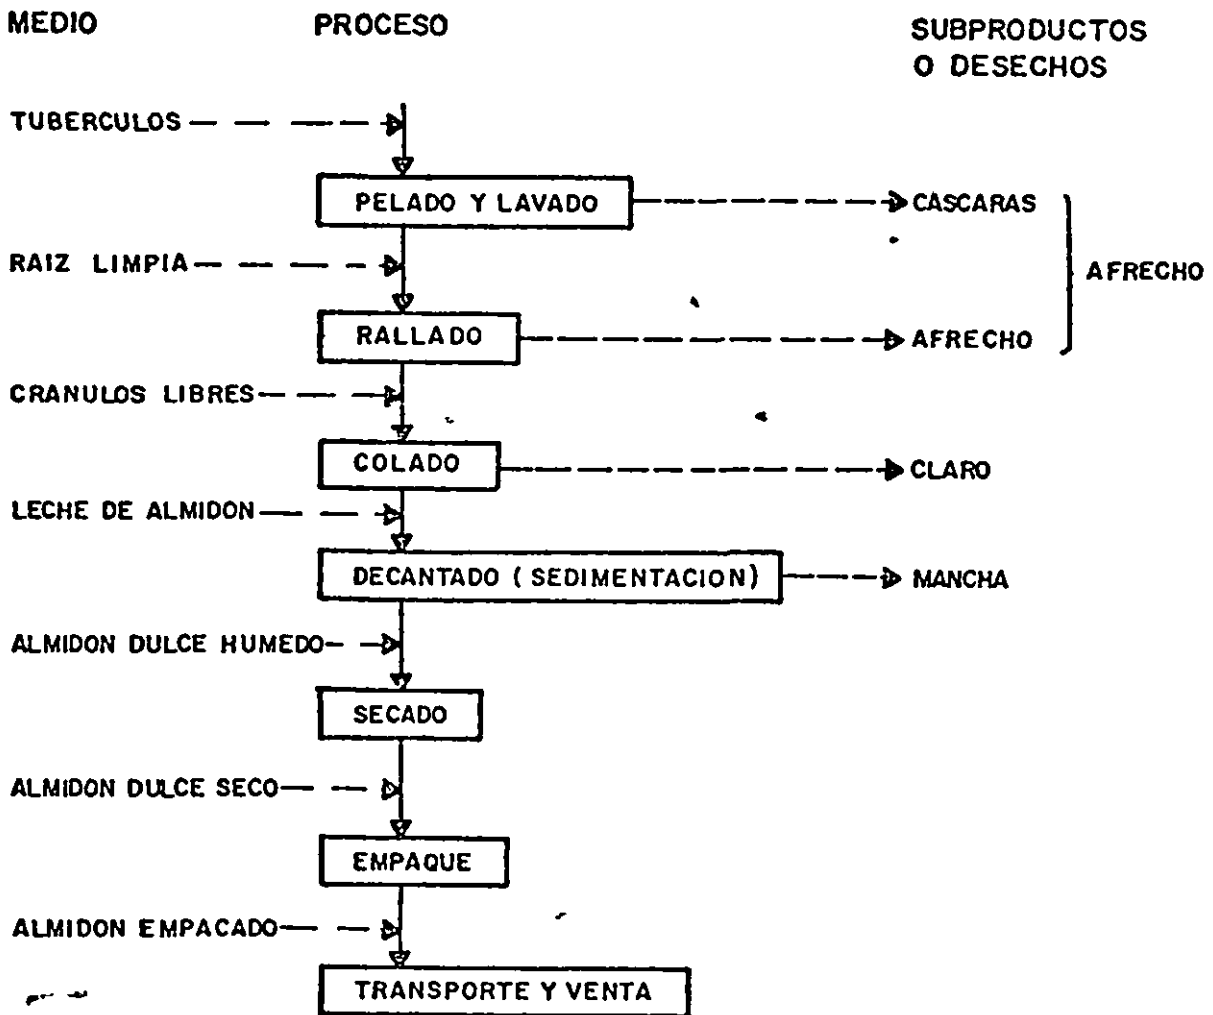 MEDIO PROCESO SUBPRODUCTOS
O DESECHOS
TUBERCULOS
PELADO Y LAVADO CASCARAS
RAIZ LIMPIA AFRECHO
RALLADO AFRECHO
CRANULOS LIBRES
COLADO CLARO
LECHE DE ALMIDON
DECANTADO (SEDIMENTACION) MANCHA
ALMIDON DULCE HUMEDO
SECADO
ALMIDON DULCE SECO
EMPAQUE
ALMIDON EMPACADO
TRANSPORTE Y VENTA